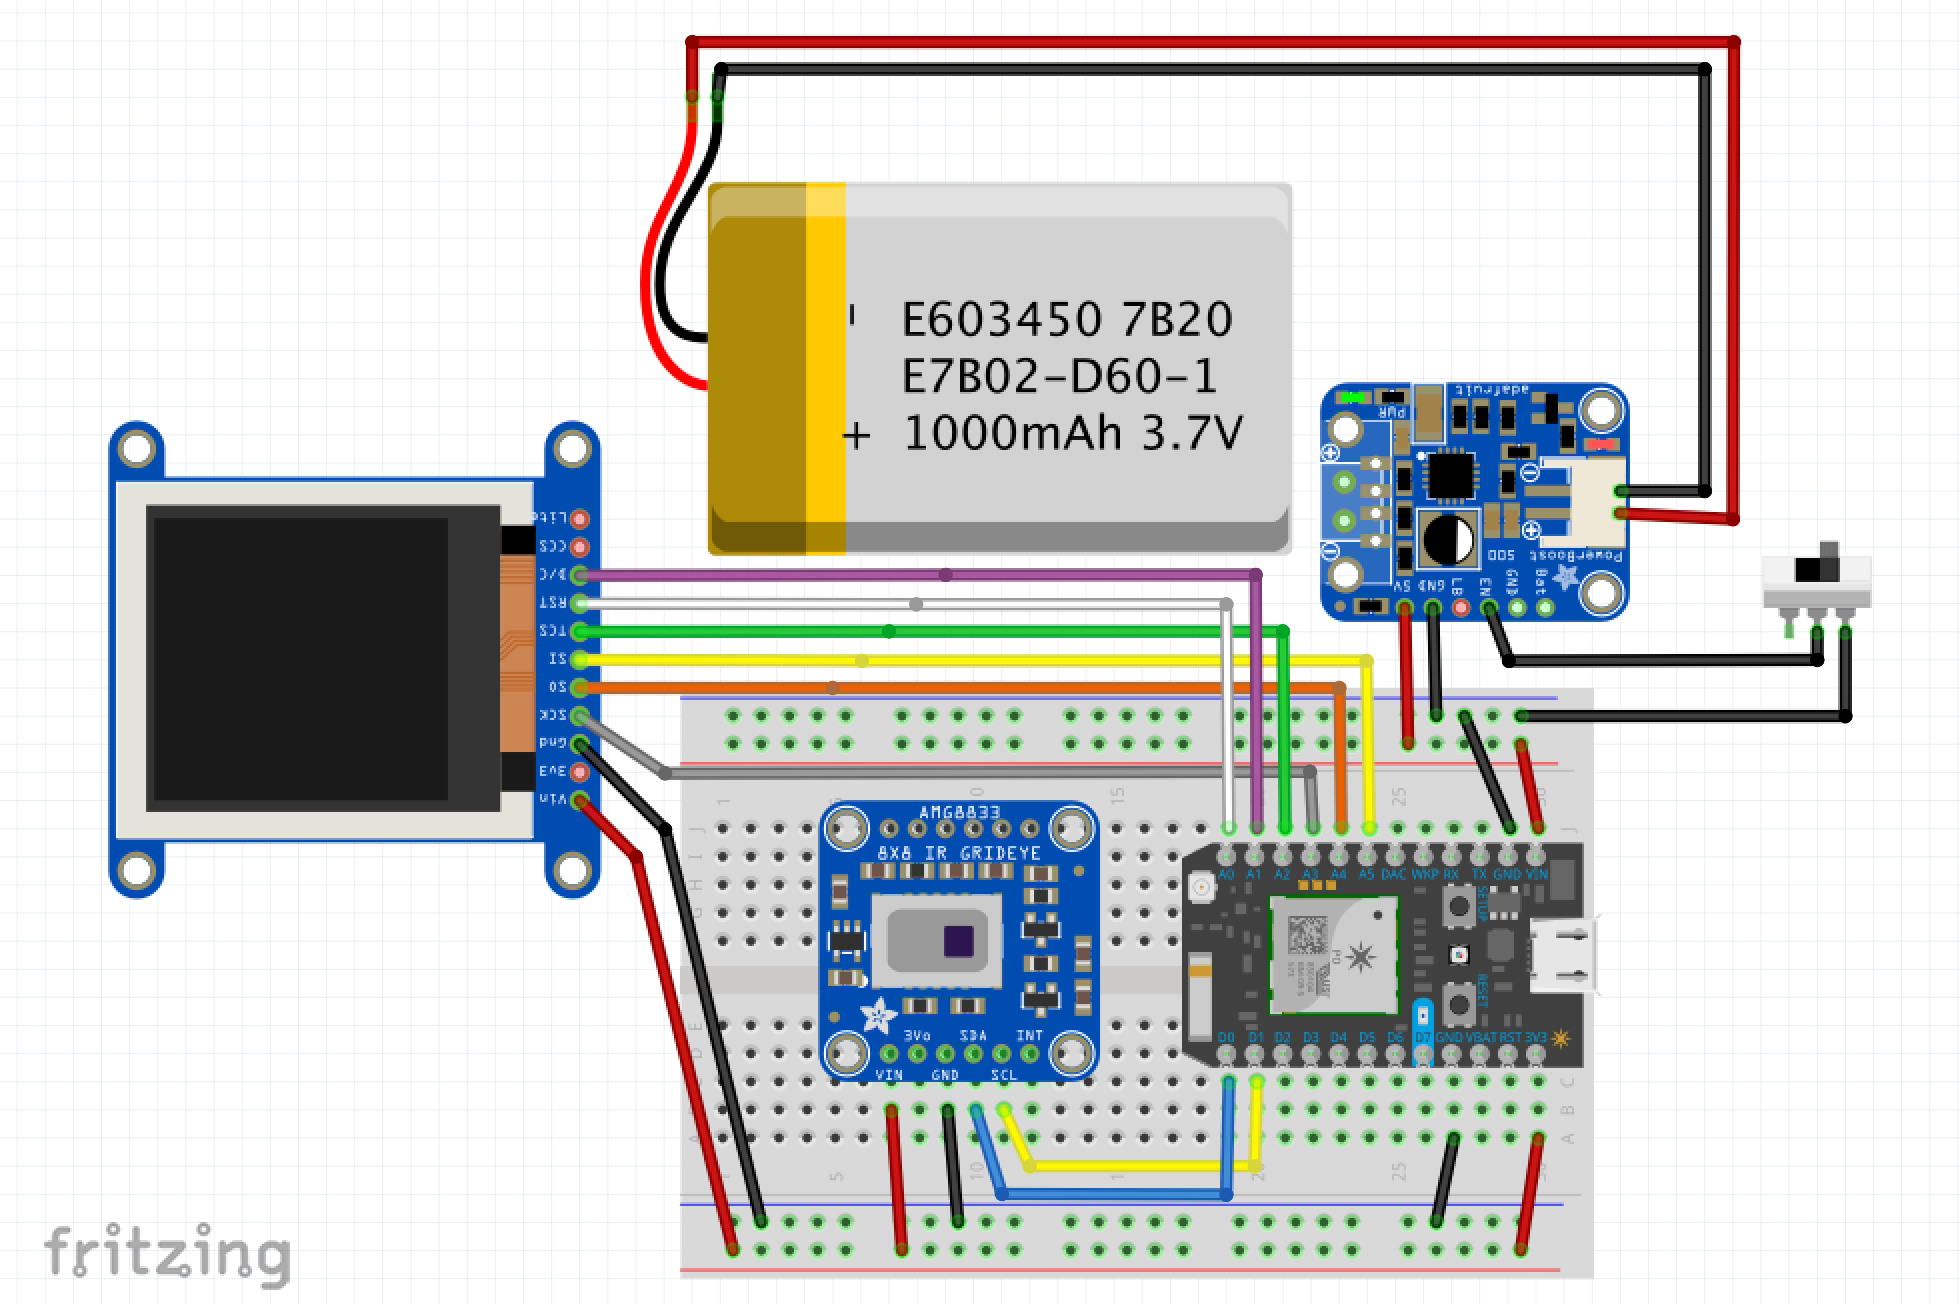 E603450 7B20
E7B02-D60-1
1000mAh 3.7V
-
+
adafruit
PWR
PowerBoost
500
5V GND LB EN GND Bat
Lite
CCS
D/C
RST
TCS
SI
SO
SCK
Gnd
3v3
Vin
AMG8833
8X8 IR GRIDEYE
3Vo SDA INT
VIN GND SCL
A0 A1 A2 A3 A4 A5 DAC WKP RX TX GND VIN
SETUP
P0
RESET
D0 D1 D2 D3 D4 D5 D6 D7 GND VBAT RST 3V3
1 15 25
J I H G
J
E D
C B A
A
5 10 20 25
fritzing